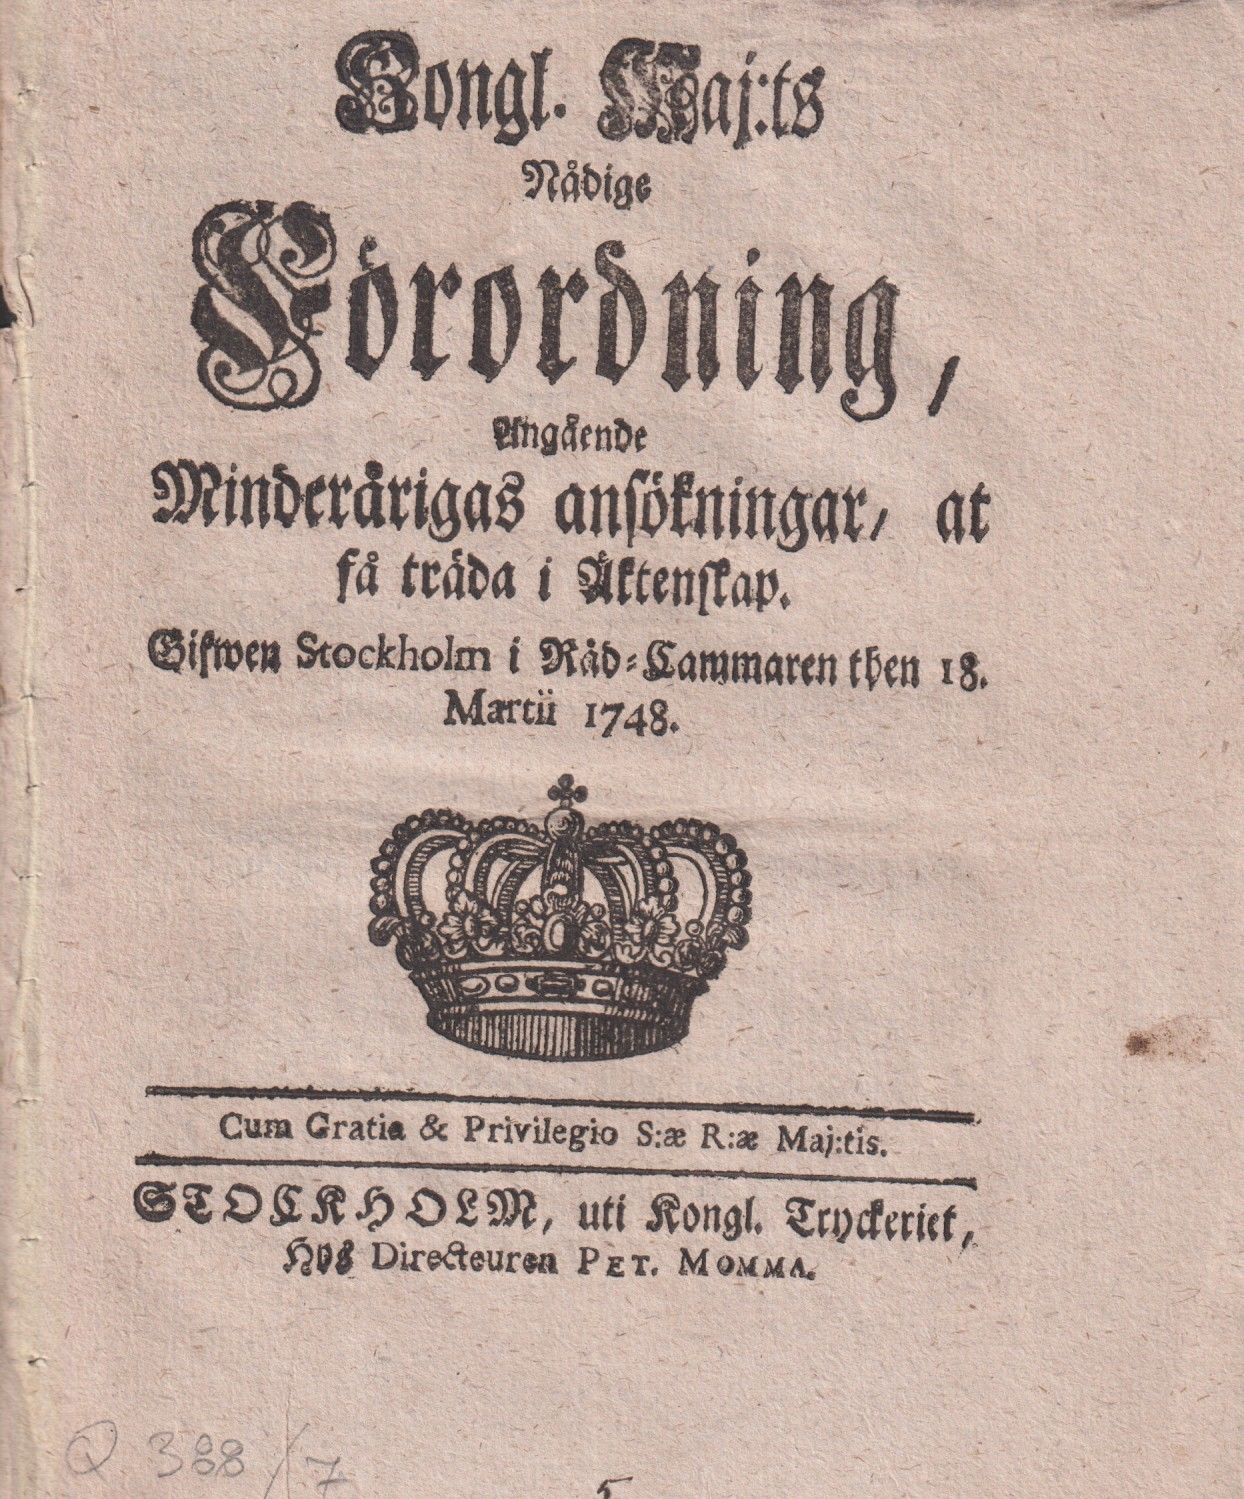 Kongl. Maj:ts
Nådige
Förordning,
Angående
Minderårigas ansökningar, at
få träda i Äktenskap.
Gifwen Stockholm i Råd-Cammaren then 18.
Martii 1748.
Cum Gratia & Privilegio S:æ R:æ Maj:tis.
STOCKHOLM, uti Kongl. Tryckeriet,
Hos Directeuren PET. MOMMA.
Q 388/7
5